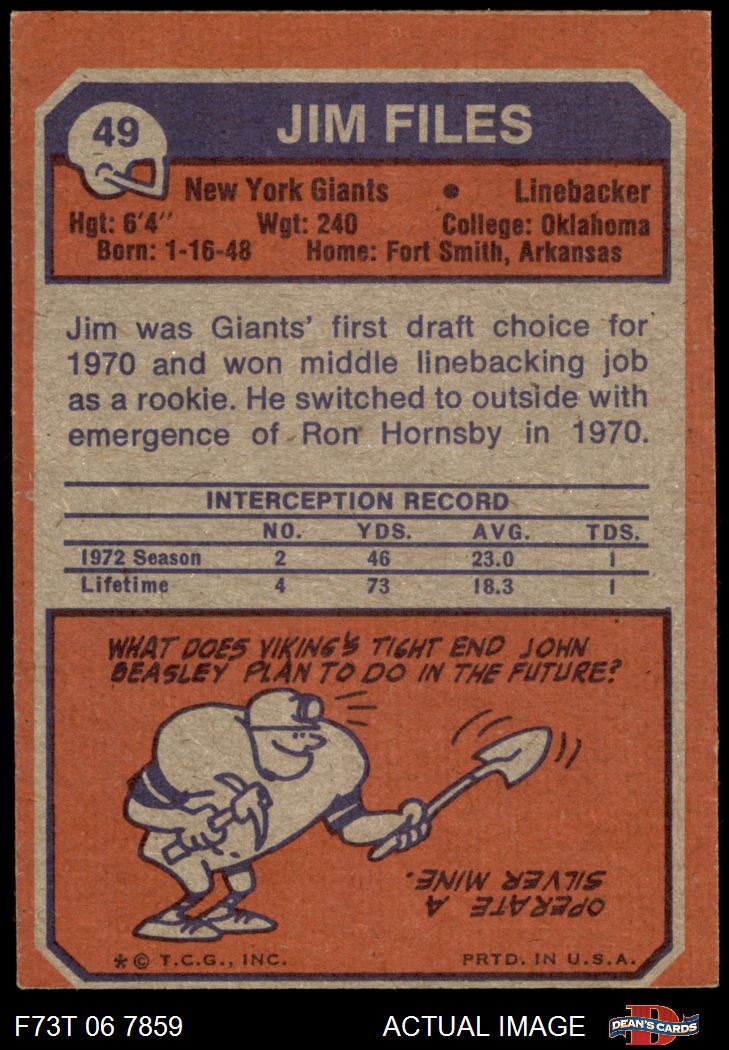 49
JIM FILES
New York Giants • Linebacker
Hgt: 6'4" Wgt: 240 College: Oklahoma
Born: 1-16-48 Home: Fort Smith, Arkansas
Jim was Giants' first draft choice for
1970 and won middle linebacking job
as a rookie. He switched to outside with
emergence of Ron Hornsby in 1970.
INTERCEPTION RECORD
NO. YDS. AVG. TDS.
1972 Season 2 46 23.0 1
Lifetime 4 73 18.3 1
WHAT DOES VIKING'S TIGHT END JOHN
BEASLEY PLAN TO DO IN THE FUTURE?
OPERATE A
SILVER MINE.
* © T.C.G., INC. PRTD. IN U.S.A.
F73T 06 7859 ACTUAL IMAGE DEAN'S CARDS